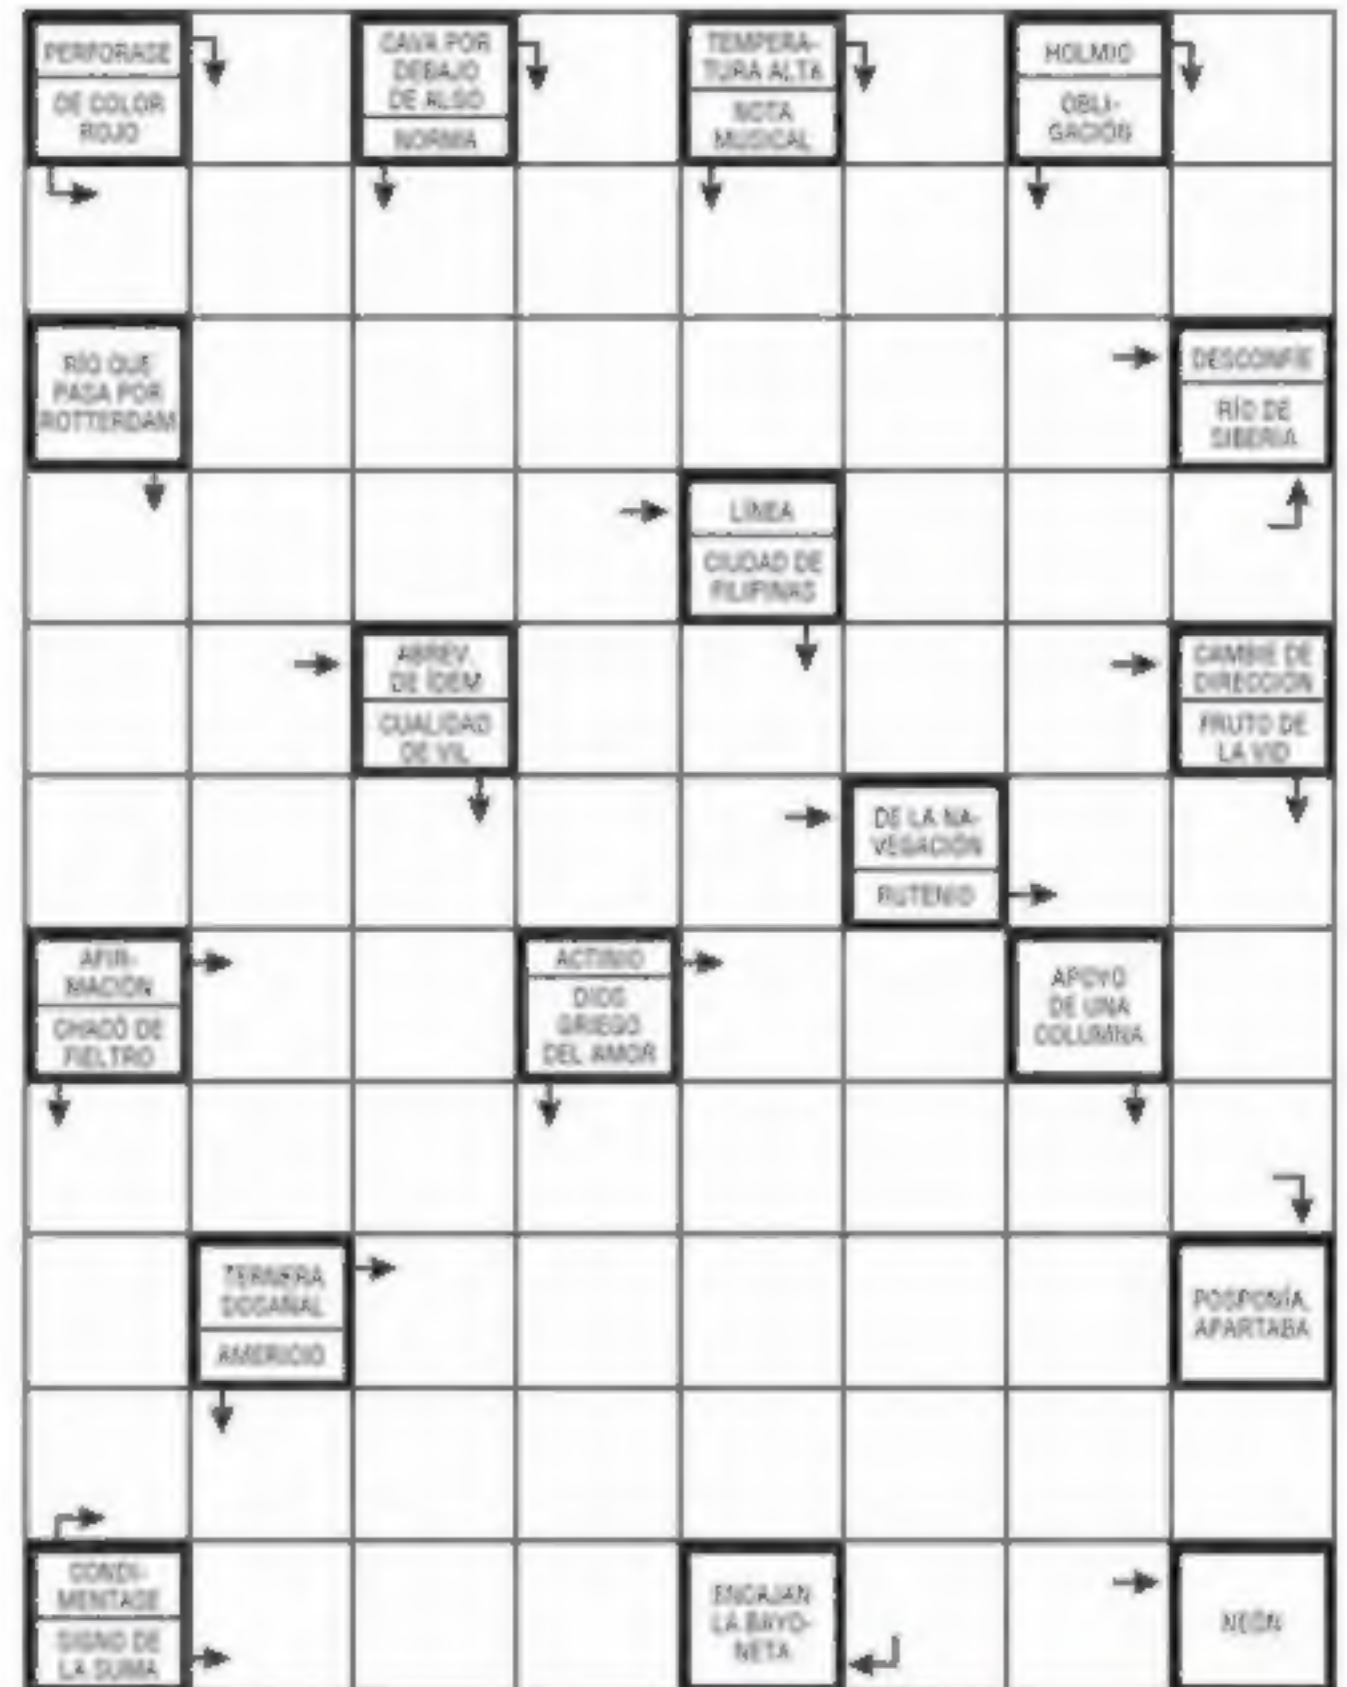 PERFORASE
DE COLOR
ROJO
CAVA POR
DEBAJO
DE ALGO
NORMA
TEMPERA-
TURA ALTA
NOTA
MUSICAL
HOLMIO
OBLI-
GACIÓN
RÍO QUE
PASA POR
ROTTERDAM
DESCONFÍE
RÍO DE
SIBERIA
LÍNEA
CIUDAD DE
FILIPINAS
ABREV.
DE ÍDEM
CUALIDAD
DE VIL
CAMBIE DE
DIRECCIÓN
FRUTO DE
LA VID
DE LA NA-
VEGACIÓN
RUTENIO
AFIR-
MACIÓN
CHACÓ DE
FIELTRO
ACTINIO
DIOS
GRIEGO
DEL AMOR
APOYO
DE UNA
COLUMNA
TERNERA
DOSAÑAL
AMERICIO
POSPONÍA,
APARTABA
CONDI-
MENTASE
SIGNO DE
LA SUMA
ENCAJAN
LA BAYO-
NETA
NEÓN